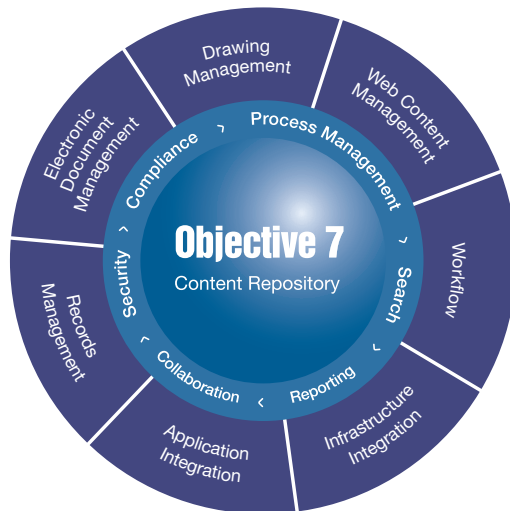 Drawing
Management
Web Content
Management
Workflow
Infrastructure
Integration
Application
Integration
Records
Management
Electronic
Document
Management
Compliance
›
Process Management
›
Search
›
Reporting
›
Collaboration
›
Security
›
Objective 7
Content Repository